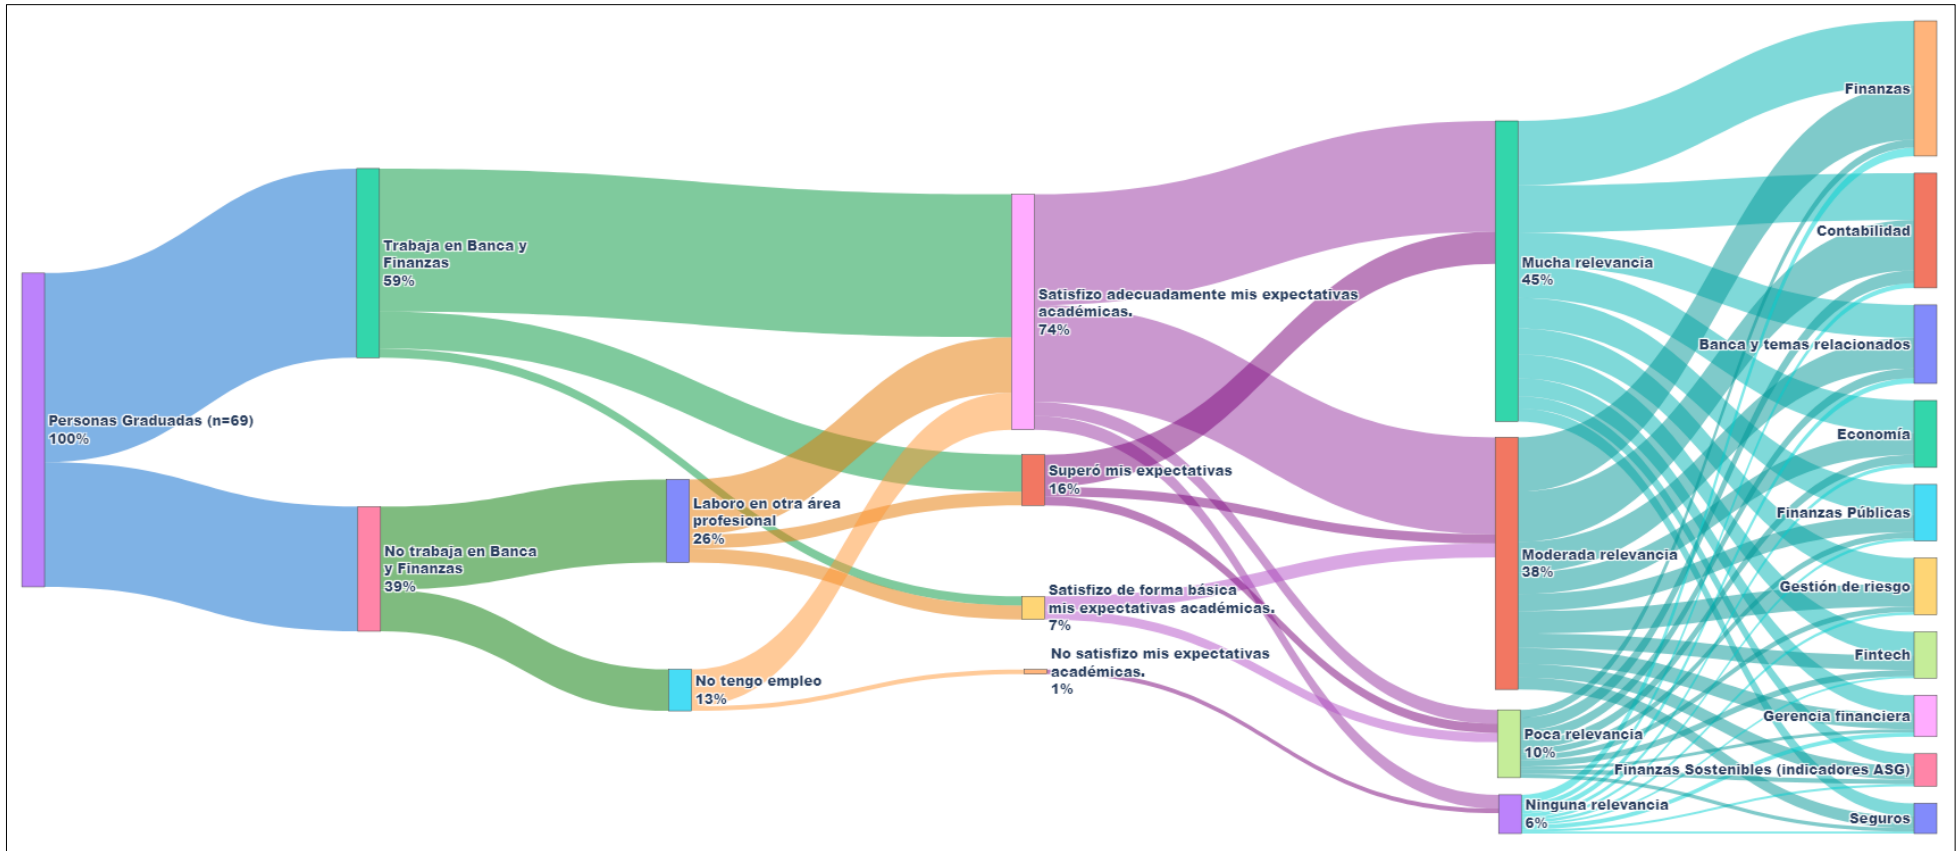 Personas Graduadas (n=69)
100%
Trabaja en Banca y
Finanzas
59%
No trabaja en Banca
y Finanzas
39%
Laboro en otra área
profesional
26%
No tengo empleo
13%
Satisfizo adecuadamente mis expectativas
académicas.
74%
Superó mis expectativas
16%
Satisfizo de forma básica
mis expectativas académicas.
7%
No satisfizo mis expectativas
académicas.
1%
Mucha relevancia
45%
Moderada relevancia
38%
Poca relevancia
10%
Ninguna relevancia
6%
Finanzas
Contabilidad
Banca y temas relacionados
Economía
Finanzas Públicas
Gestión de riesgo
Fintech
Gerencia financiera
Finanzas Sostenibles (indicadores ASG)
Seguros